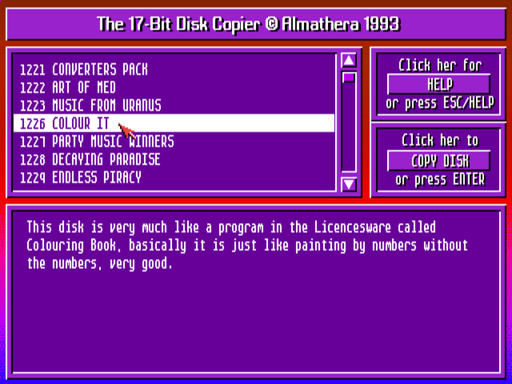 The 17-Bit Disk Copier © Almathera 1993
1221 CONVERTERS PACK
1222 ART OF MED
1223 MUSIC FROM URANUS
1226 COLOUR IT
1227 PARTY MUSIC WINNERS
1228 DECAYING PARADISE
1229 ENDLESS PIRACY
Click her for
HELP
or press ESC/HELP
Click her to
COPY DISK
or press ENTER
This disk is very much like a program in the Licencesware called
Colouring Book, basically it is just like painting by numbers without
the numbers, very good.